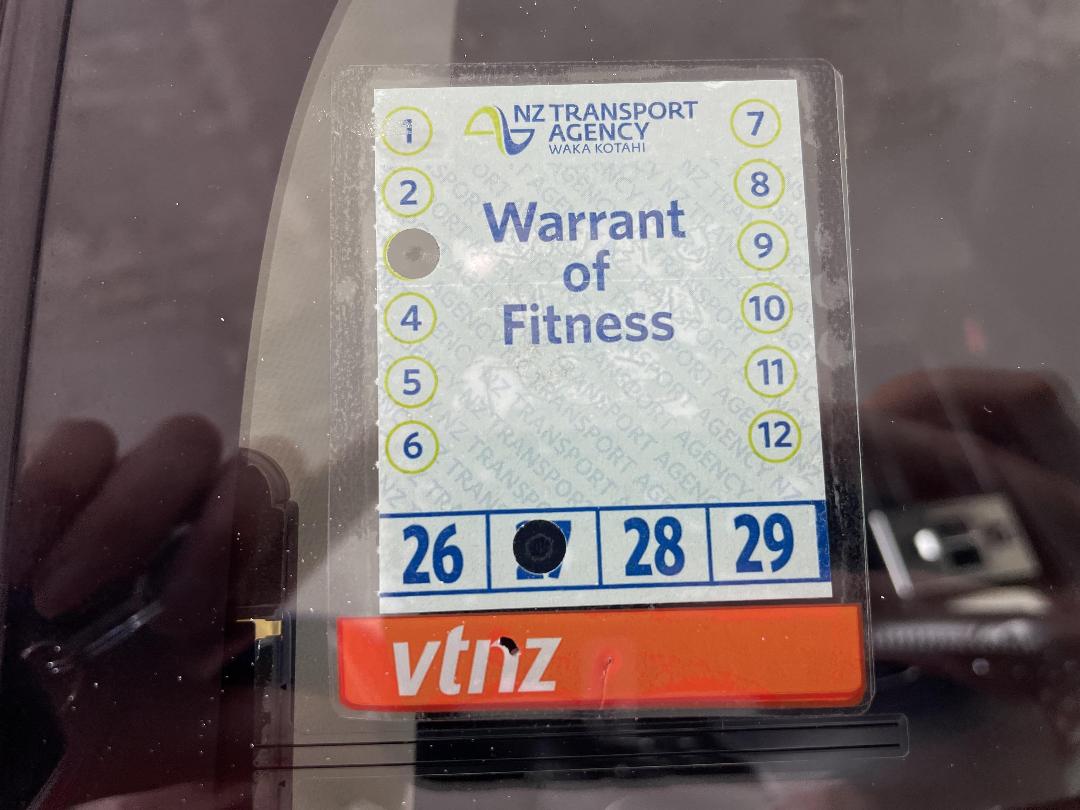 1
NZ TRANSPORT
AGENCY
WAKA KOTAHI
7
2
8
Warrant
of
Fitness
9
4
10
5
11
6
12
26
28
29
vtnz